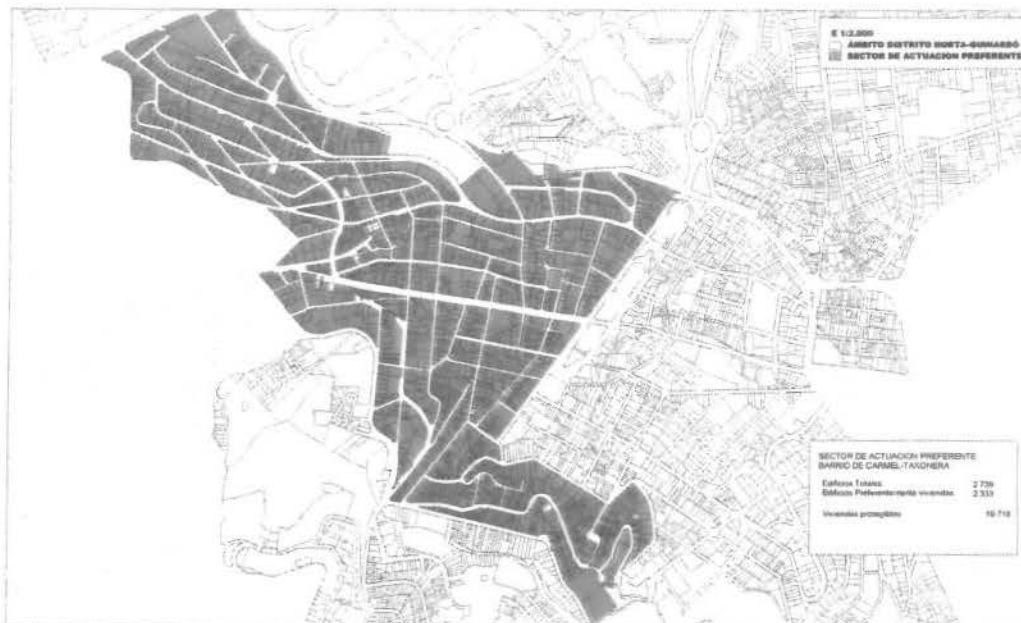 E 1:2.000
ÁMBITO DISTRITO HORTA-GUINARDÓ
SECTOR DE ACTUACION PREFERENTE
SECTOR DE ACTUACION PREFERENTE
BARRIO DE CARMEL-TAXONERA
Edificios Totales 2 739
Edificios Preferentemente viviendas 2 333
Viviendas